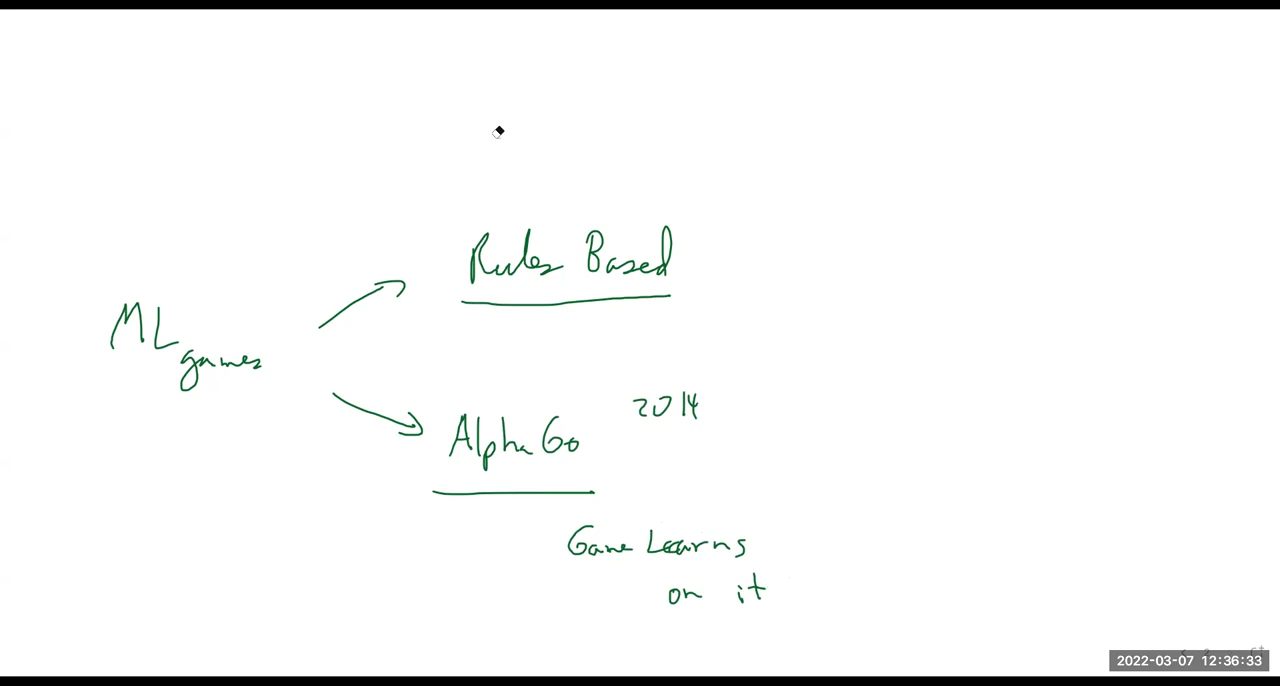 Rules Based
ML games
2014
AlphaGo
Game Learns
on it
2022-03-07 12:36:33